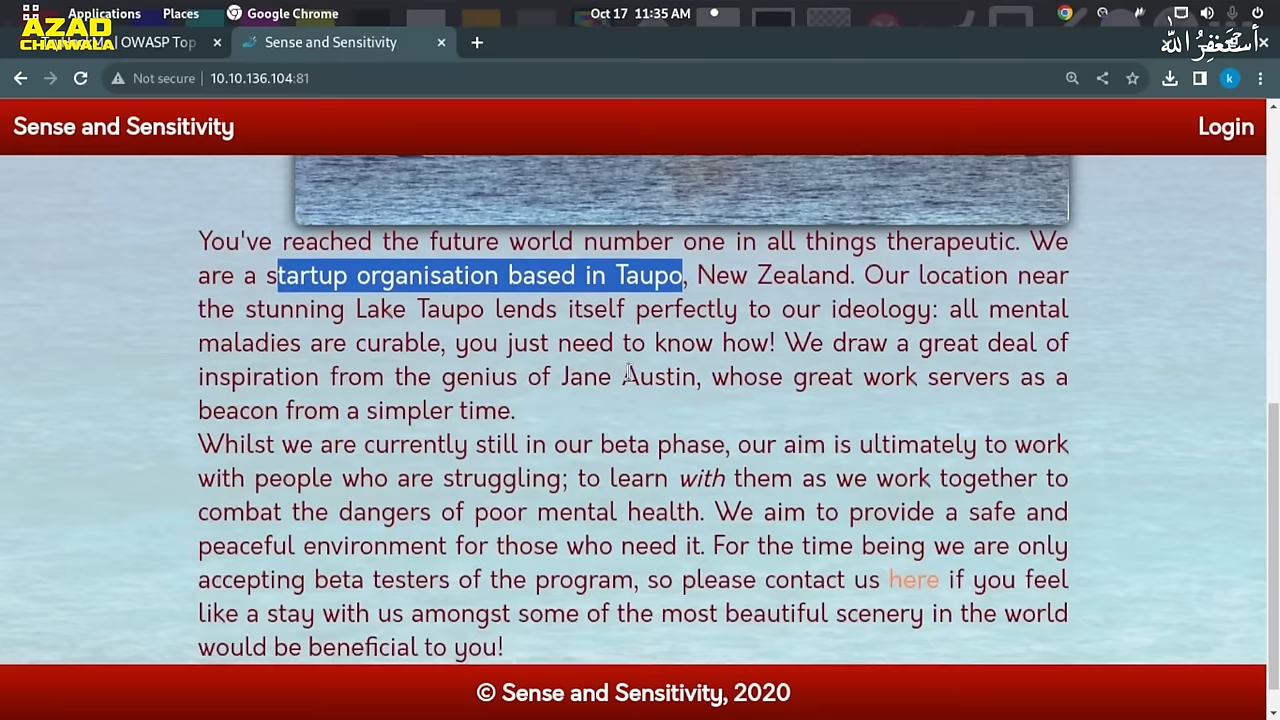 Applications Places Google Chrome Oct 17 11:35 AM
AZAD
CHAIWALA
OWASP Top
Sense and Sensitivity
أستغفر الله
Not secure 10.10.136.104:81
k
Sense and Sensitivity Login
You've reached the future world number one in all things therapeutic. We
are a startup organisation based in Taupo, New Zealand. Our location near
the stunning Lake Taupo lends itself perfectly to our ideology: all mental
maladies are curable, you just need to know how! We draw a great deal of
inspiration from the genius of Jane Austin, whose great work servers as a
beacon from a simpler time.
Whilst we are currently still in our beta phase, our aim is ultimately to work
with people who are struggling; to learn with them as we work together to
combat the dangers of poor mental health. We aim to provide a safe and
peaceful environment for those who need it. For the time being we are only
accepting beta testers of the program, so please contact us here if you feel
like a stay with us amongst some of the most beautiful scenery in the world
would be beneficial to you!
© Sense and Sensitivity, 2020